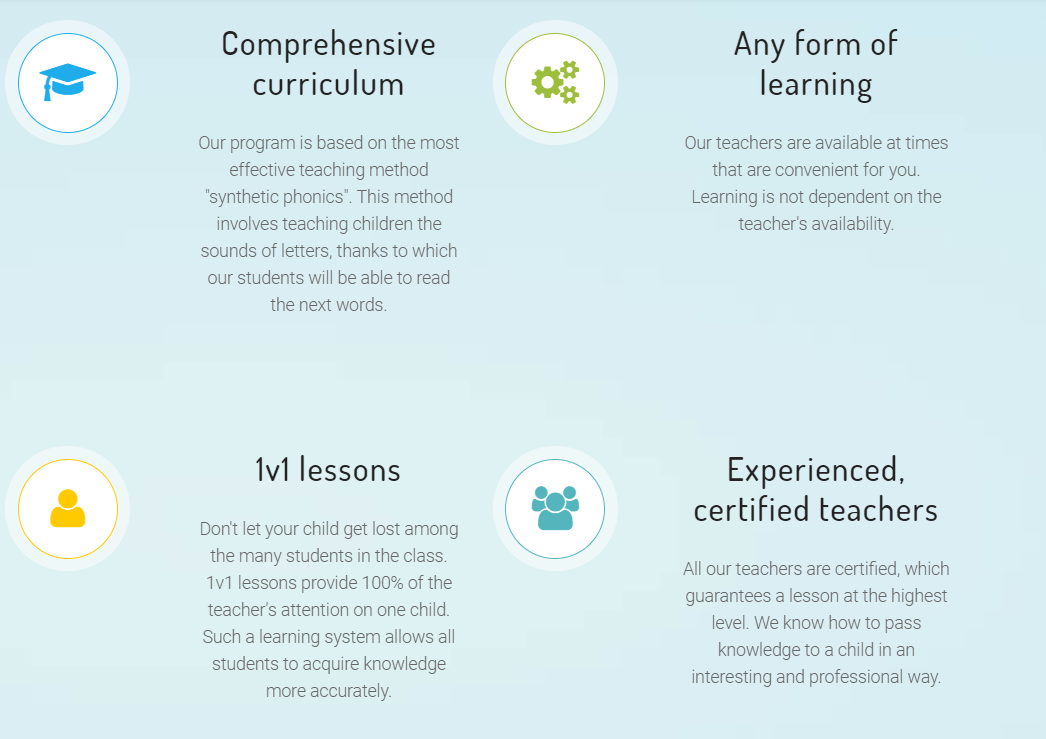 Comprehensive
curriculum
Our program is based on the most
effective teaching method
"synthetic phonics". This method
involves teaching children the
sounds of letters, thanks to which
our students will be able to read
the next words.
Any form of
learning
Our teachers are available at times
that are convenient for you.
Learning is not dependent on the
teacher's availability.
1v1 lessons
Don't let your child get lost among
the many students in the class.
1v1 lessons provide 100% of the
teacher's attention on one child.
Such a learning system allows all
students to acquire knowledge
more accurately.
Experienced,
certified teachers
All our teachers are certified, which
guarantees a lesson at the highest
level. We know how to pass
knowledge to a child in an
interesting and professional way.